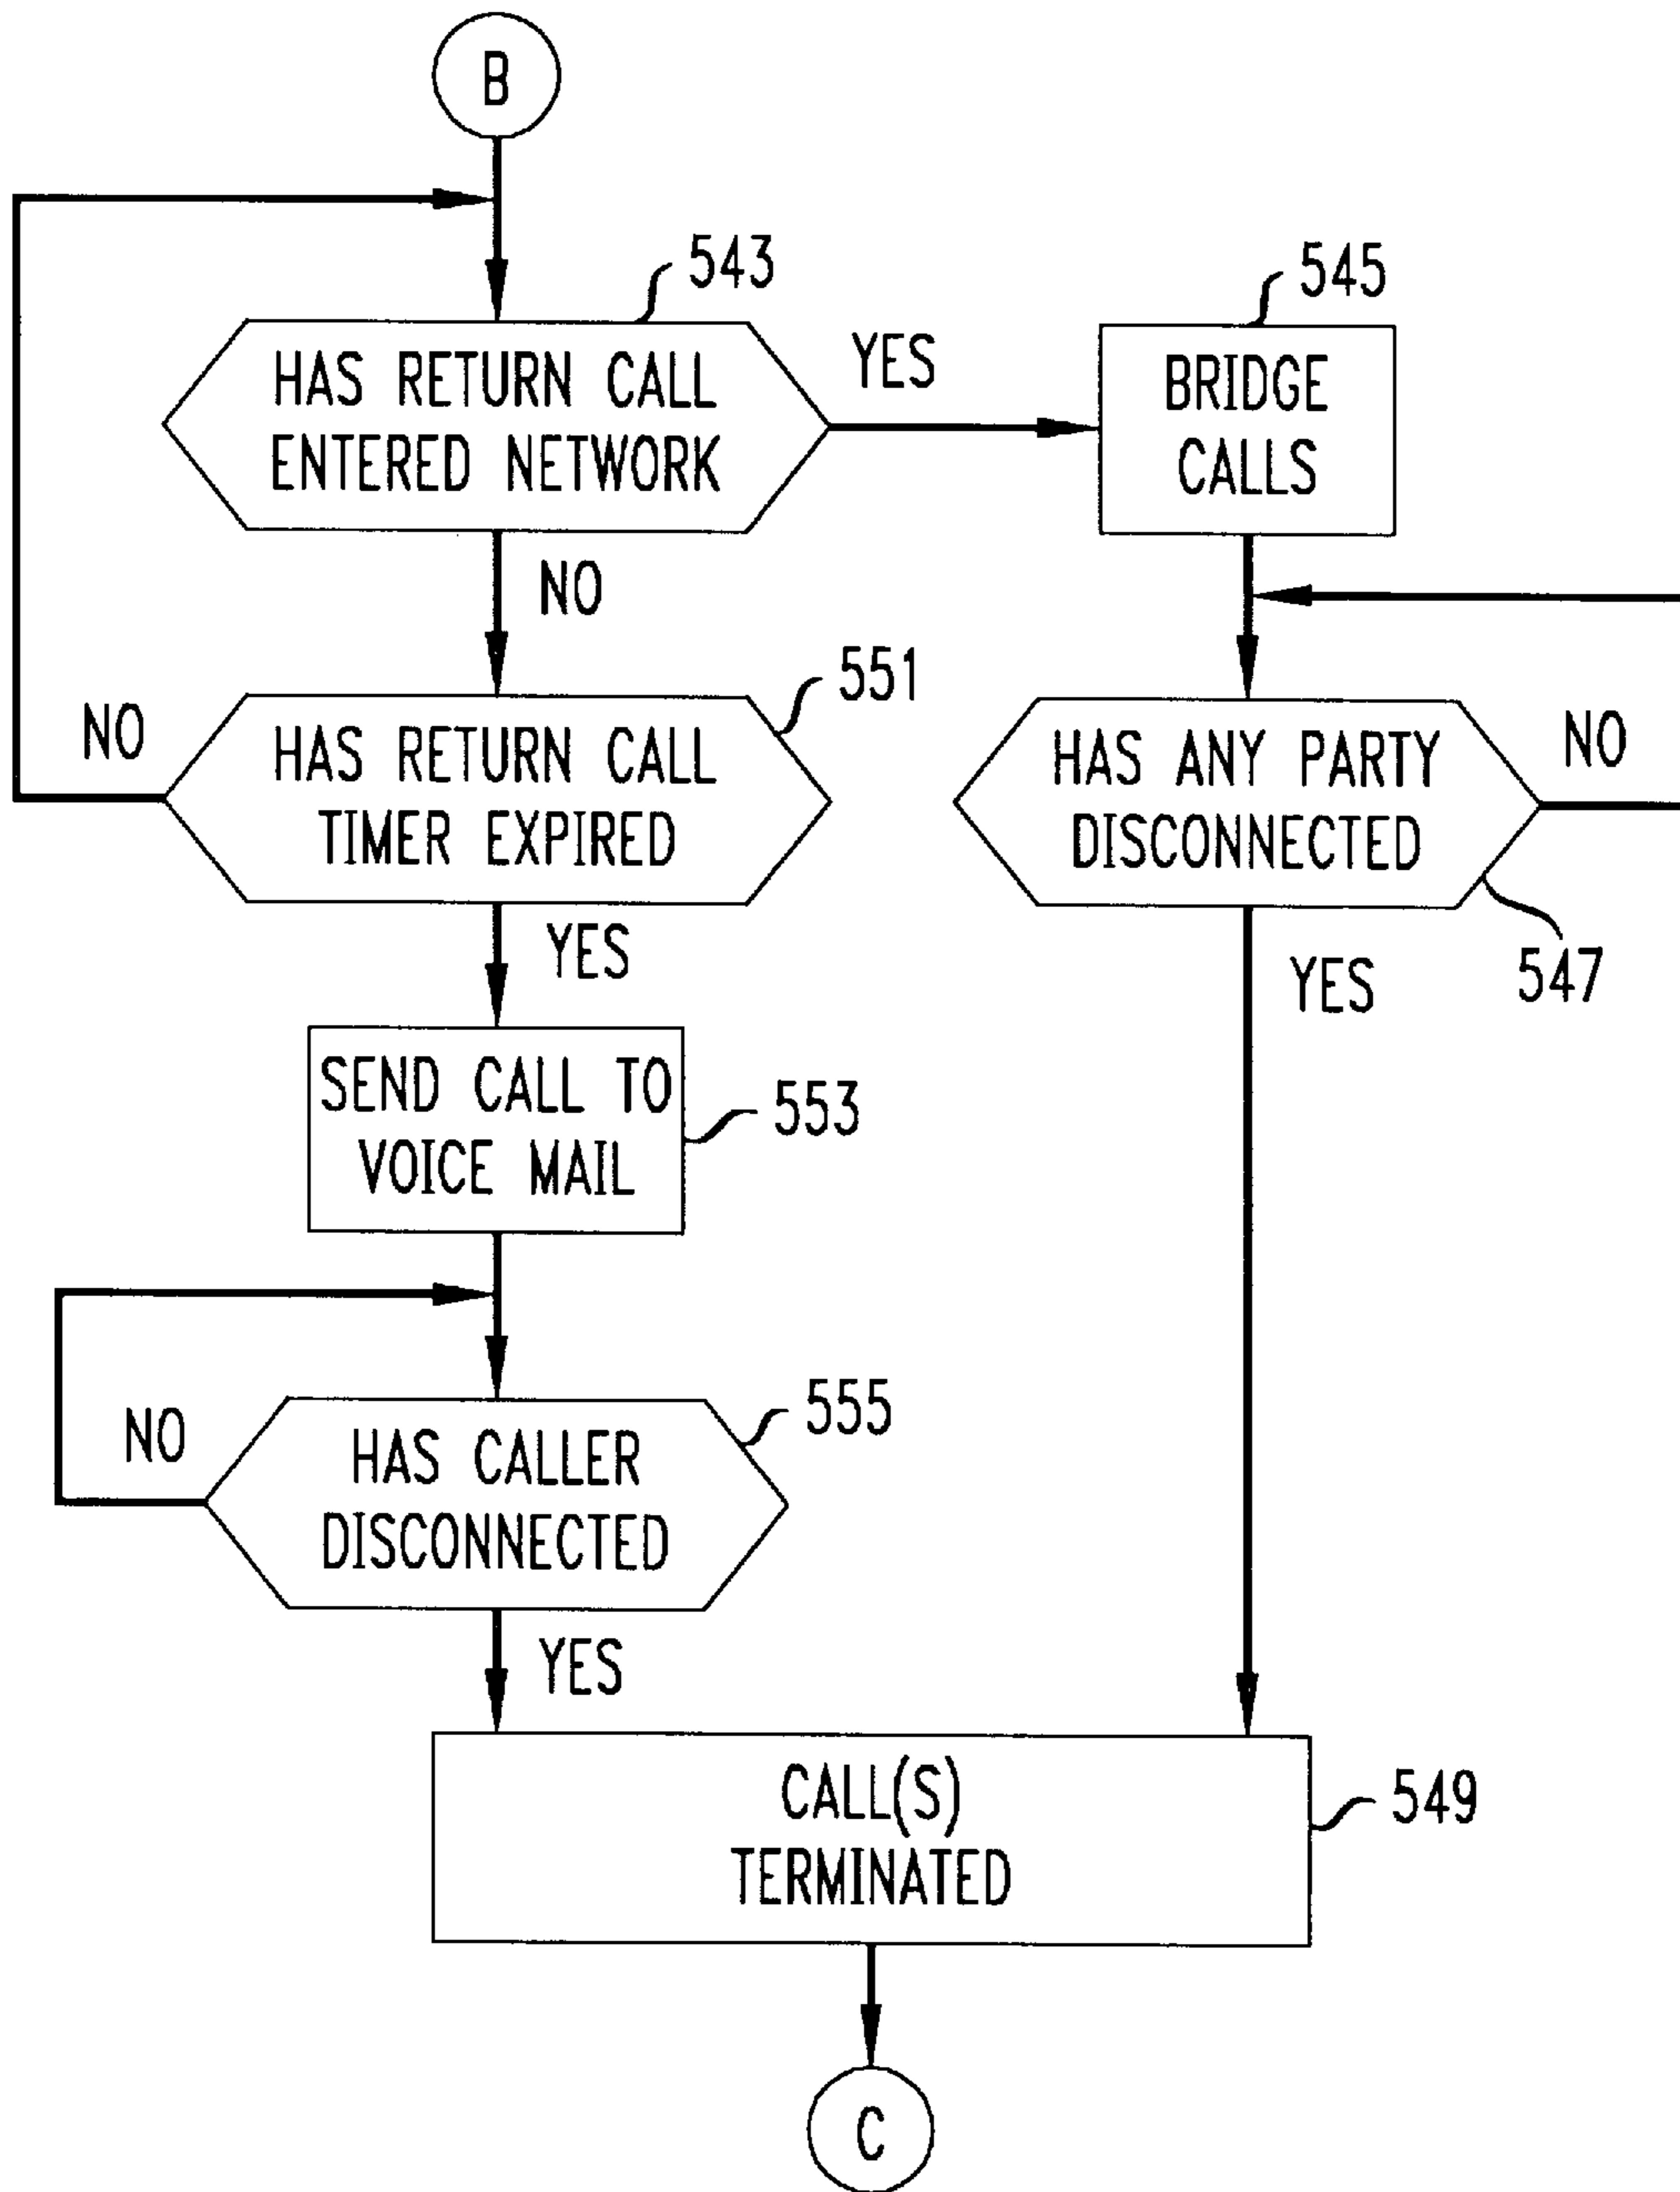 B
543
HAS RETURN CALL
ENTERED NETWORK
YES
545
BRIDGE
CALLS
NO
551
HAS RETURN CALL
TIMER EXPIRED
NO
YES
HAS ANY PARTY
DISCONNECTED
NO
547
YES
SEND CALL TO
VOICE MAIL
553
555
HAS CALLER
DISCONNECTED
NO
YES
CALL(S)
TERMINATED
549
C